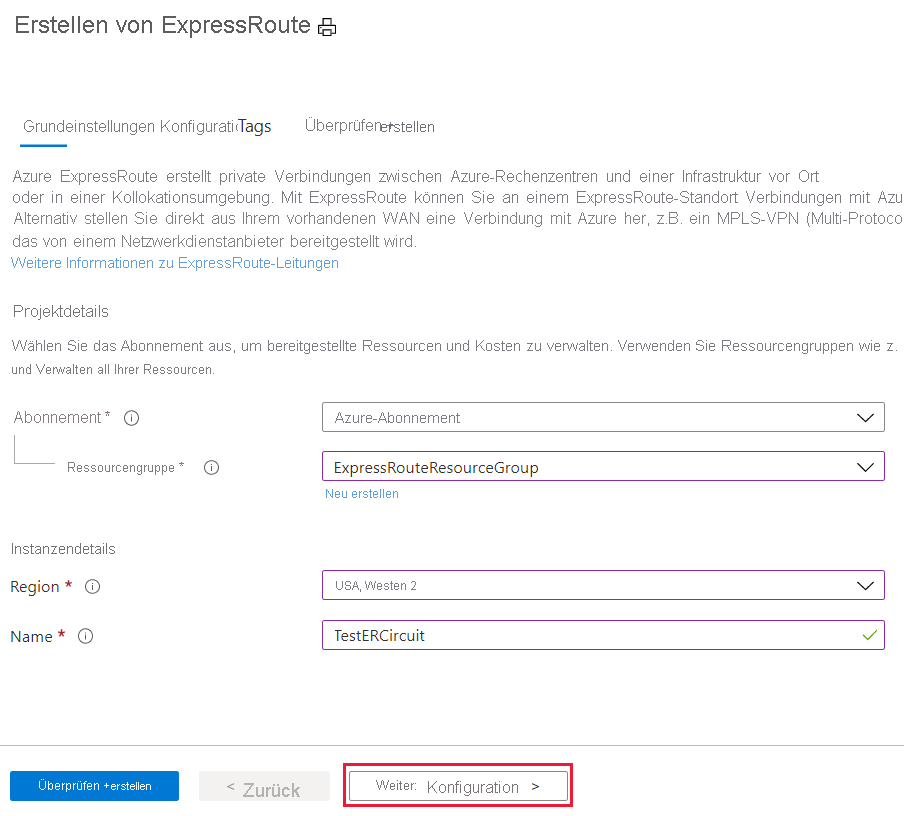 Erstellen von ExpressRoute
Grundeinstellungen Konfiguratic Tags Überprüfen + erstellen
Azure ExpressRoute erstellt private Verbindungen zwischen Azure-Rechenzentren und einer Infrastruktur vor Ort
oder in einer Kollokationsumgebung. Mit ExpressRoute können Sie an einem ExpressRoute-Standort Verbindungen mit Azu
Alternativ stellen Sie direkt aus Ihrem vorhandenen WAN eine Verbindung mit Azure her, z.B. ein MPLS-VPN (Multi-Protoco
das von einem Netzwerkdienstanbieter bereitgestellt wird.
Weitere Informationen zu ExpressRoute-Leitungen
Projektdetails
Wählen Sie das Abonnement aus, um bereitgestellte Ressourcen und Kosten zu verwalten. Verwenden Sie Ressourcengruppen wie z.
und Verwalten all Ihrer Ressourcen.
Abonnement * Azure-Abonnement
Ressourcengruppe * ExpressRouteResourceGroup
Neu erstellen
Instanzendetails
Region * USA, Westen 2
Name * TestERCircuit
Überprüfen +erstellen < Zurück Weiter: Konfiguration >